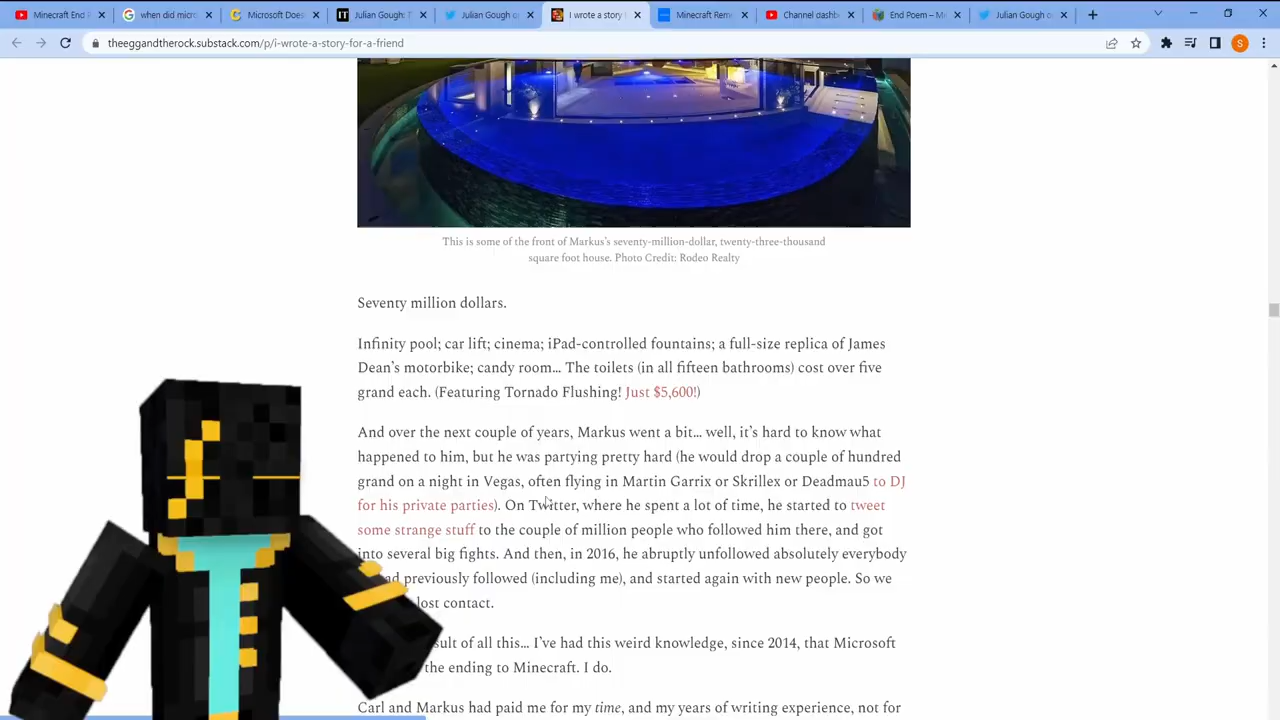 Minecraft End P
when did micro
Microsoft Does
Julian Gough: T
Julian Gough o
I wrote a story
Minecraft Rem
Channel dashb
End Poem – M
Julian Gough o
theeggandtherock.substack.com/p/i-wrote-a-story-for-a-friend
S
This is some of the front of Markus's seventy-million-dollar, twenty-three-thousand
square foot house. Photo Credit: Rodeo Realty
Seventy million dollars.
Infinity pool; car lift; cinema; iPad-controlled fountains; a full-size replica of James
Dean’s motorbike; candy room… The toilets (in all fifteen bathrooms) cost over five
grand each. (Featuring Tornado Flushing! Just $5,600!)
And over the next couple of years, Markus went a bit… well, it’s hard to know what
happened to him, but he was partying pretty hard (he would drop a couple of hundred
grand on a night in Vegas, often flying in Martin Garrix or Skrillex or Deadmau5 to DJ
for his private parties). On Twitter, where he spent a lot of time, he started to tweet
some strange stuff to the couple of million people who followed him there, and got
into several big fights. And then, in 2016, he abruptly unfollowed absolutely everybody
previously followed (including me), and started again with new people. So we
lost contact.
of all this… I’ve had this weird knowledge, since 2014, that Microsoft
the ending to Minecraft. I do.
Carl and Markus had paid me for my time, and my years of writing experience, not for